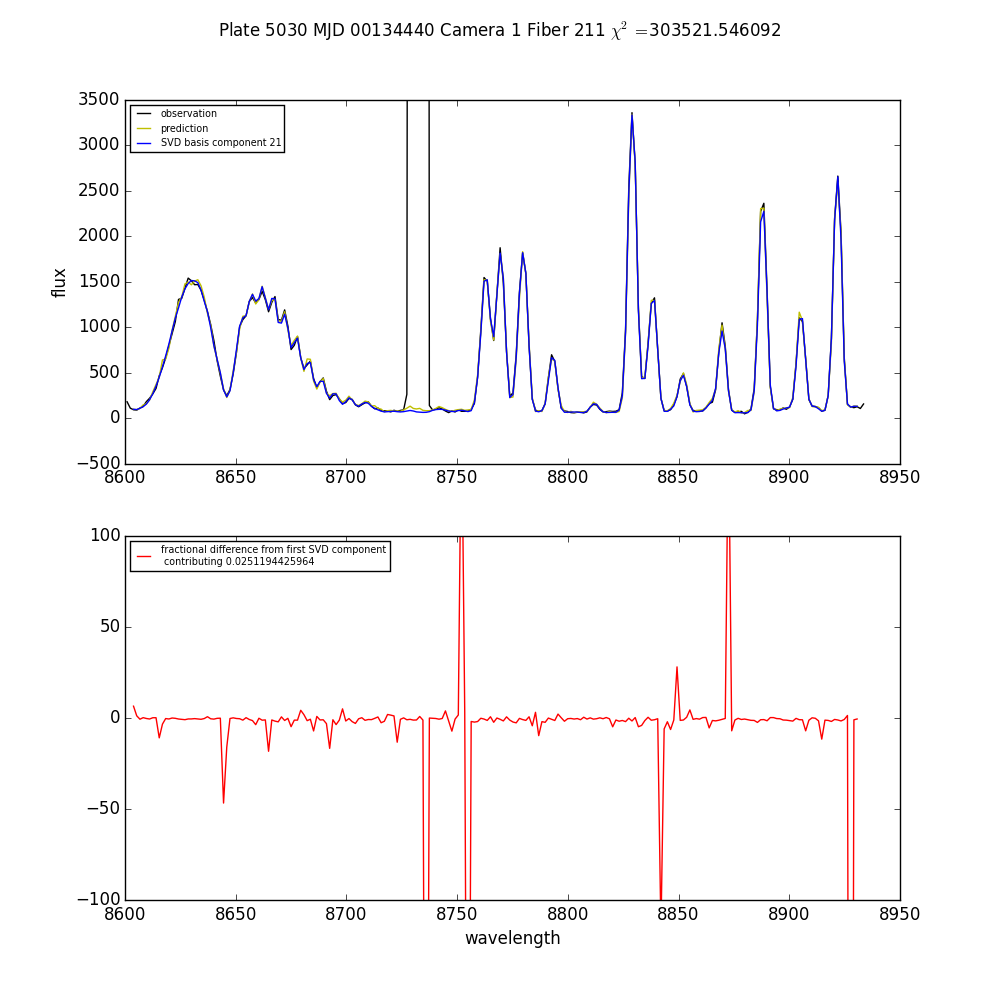 Plate 5030 MJD 00134440 Camera 1 Fiber 211 χ² =303521.546092
3500
3000
2500
2000
1500
1000
500
0
−500
flux
observation
prediction
SVD basis component 21
8600 8650 8700 8750 8800 8850 8900 8950
100
50
0
−50
−100
fractional difference from first SVD component
contributing 0.0251194425964
8600 8650 8700 8750 8800 8850 8900 8950
wavelength